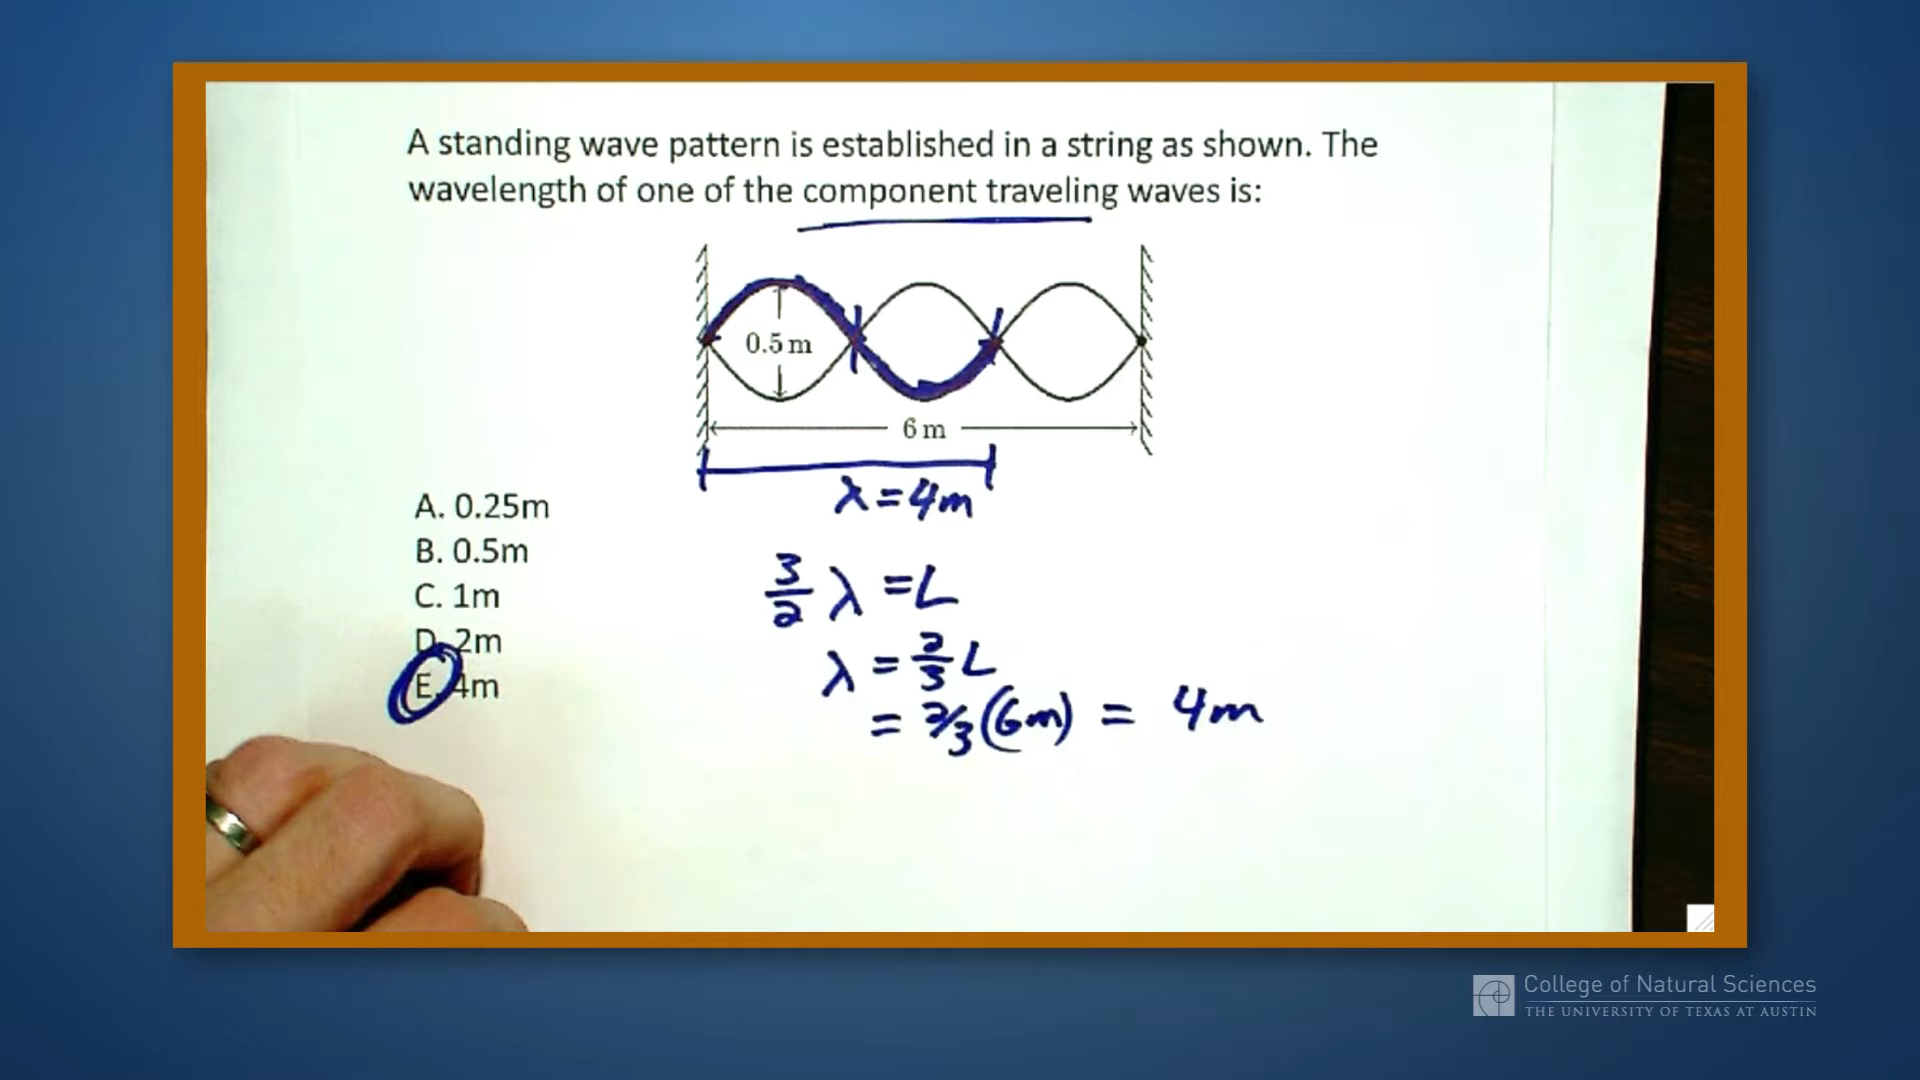 A standing wave pattern is established in a string as shown. The
wavelength of one of the component traveling waves is:
0.5 m
6 m
λ = 4m
A. 0.25m
B. 0.5m
C. 1m
D. 2m
E. 4m
3/2 λ = L
λ = 2/3 L
= 2/3 (6m) = 4m
College of Natural Sciences
THE UNIVERSITY OF TEXAS AT AUSTIN